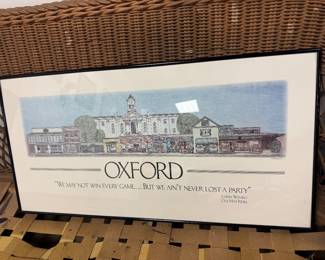 OXFORD
"WE MAY NOT WIN EVERY GAME... BUT WE AIN'T NEVER LOST A PARTY"